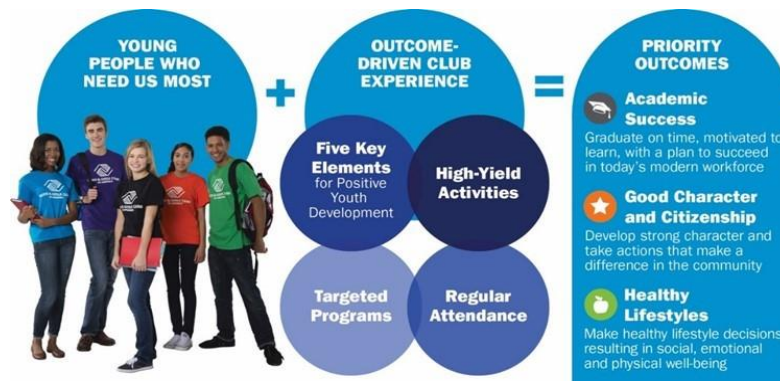 YOUNG
PEOPLE WHO
NEED US MOST
+
OUTCOME-
DRIVEN CLUB
EXPERIENCE
Five Key
Elements
for Positive
Youth
Development
High-Yield
Activities
Targeted
Programs
Regular
Attendance
=
PRIORITY
OUTCOMES
Academic
Success
Graduate on time, motivated to
learn, with a plan to succeed
in today's modern workforce
Good Character
and Citizenship
Develop strong character and
take actions that make a
difference in the community
Healthy
Lifestyles
Make healthy lifestyle decisions
resulting in social, emotional
and physical well-being